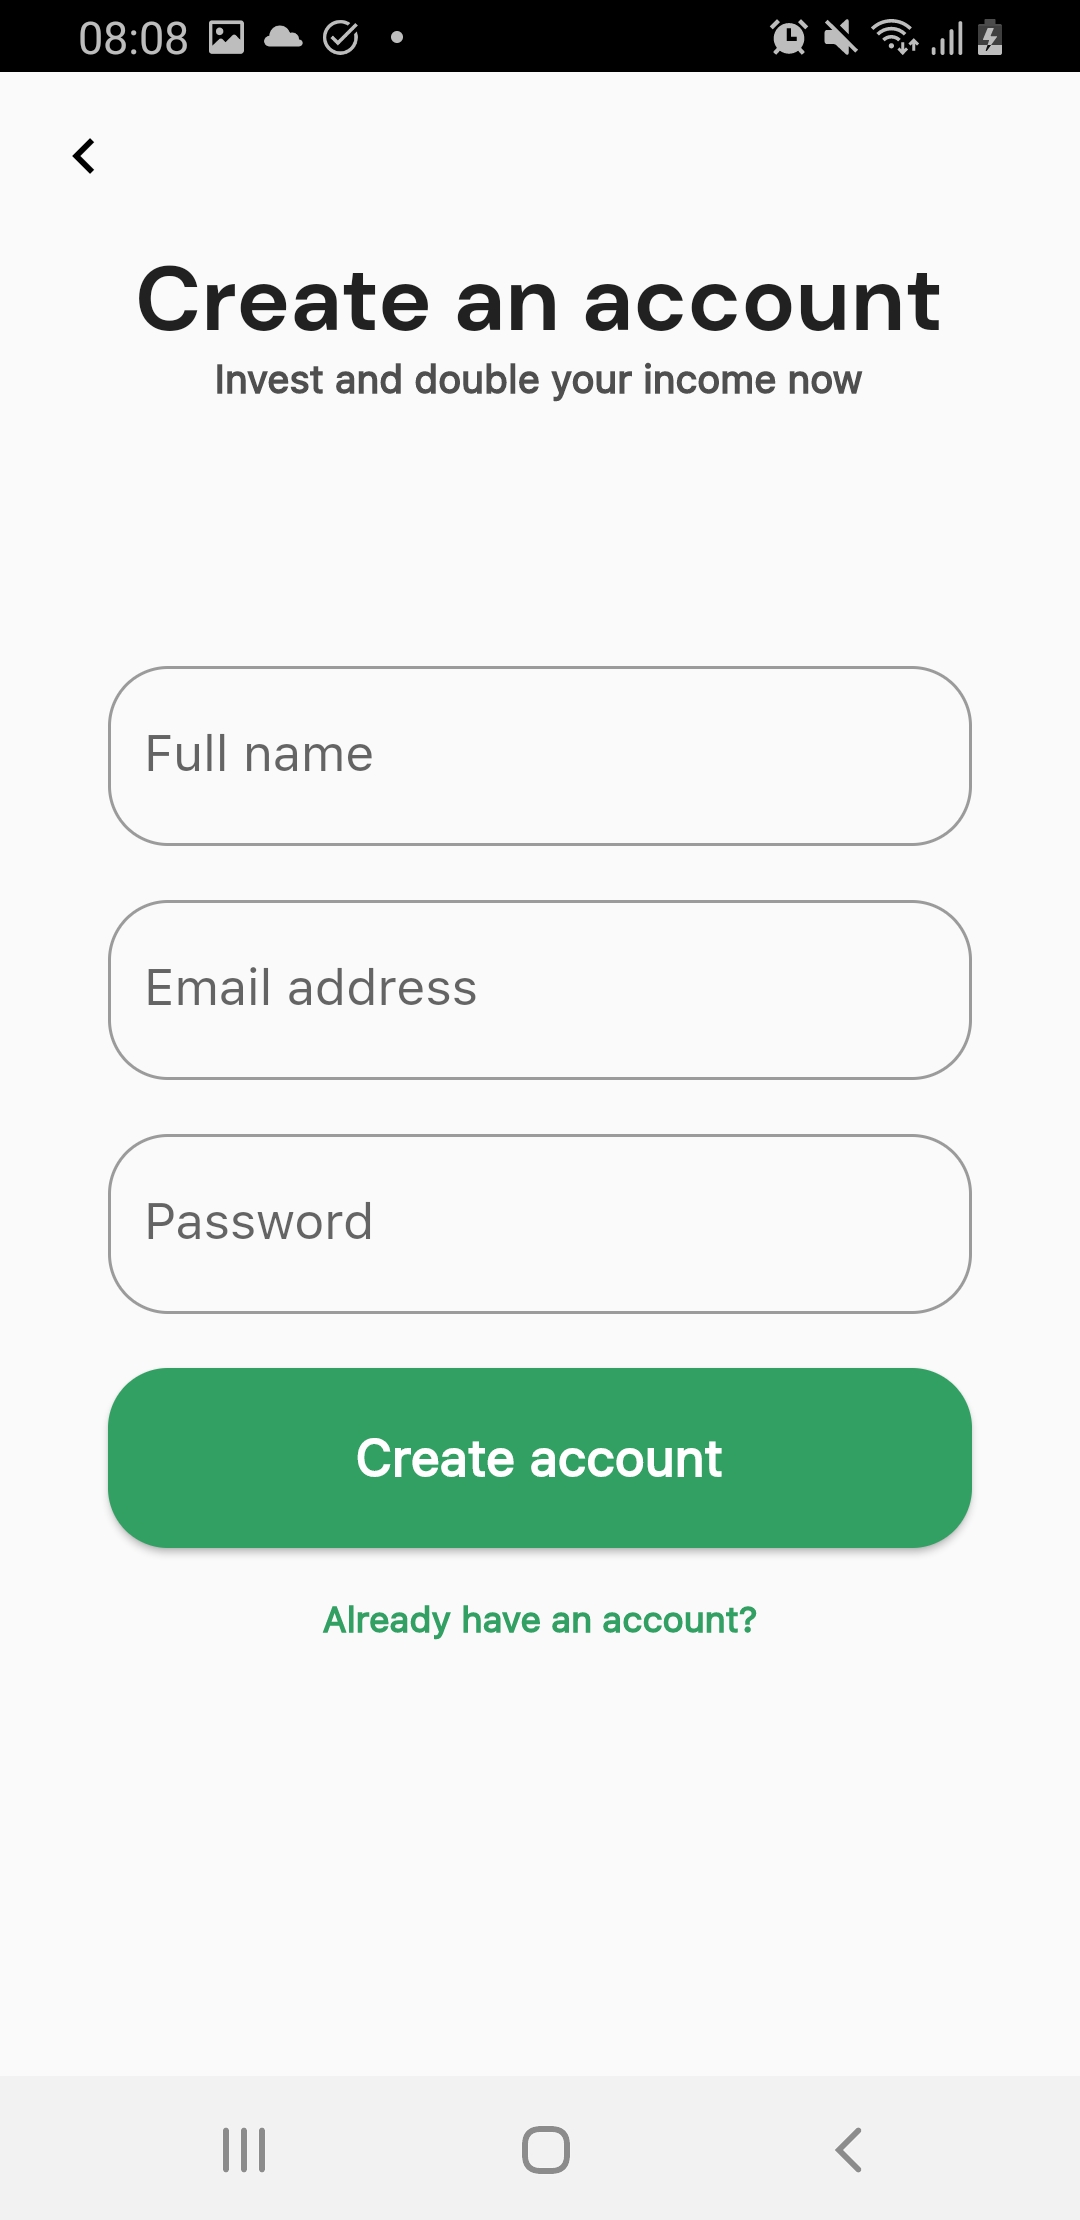 08:08
Create an account
Invest and double your income now
Full name
Email address
Password
Create account
Already have an account?